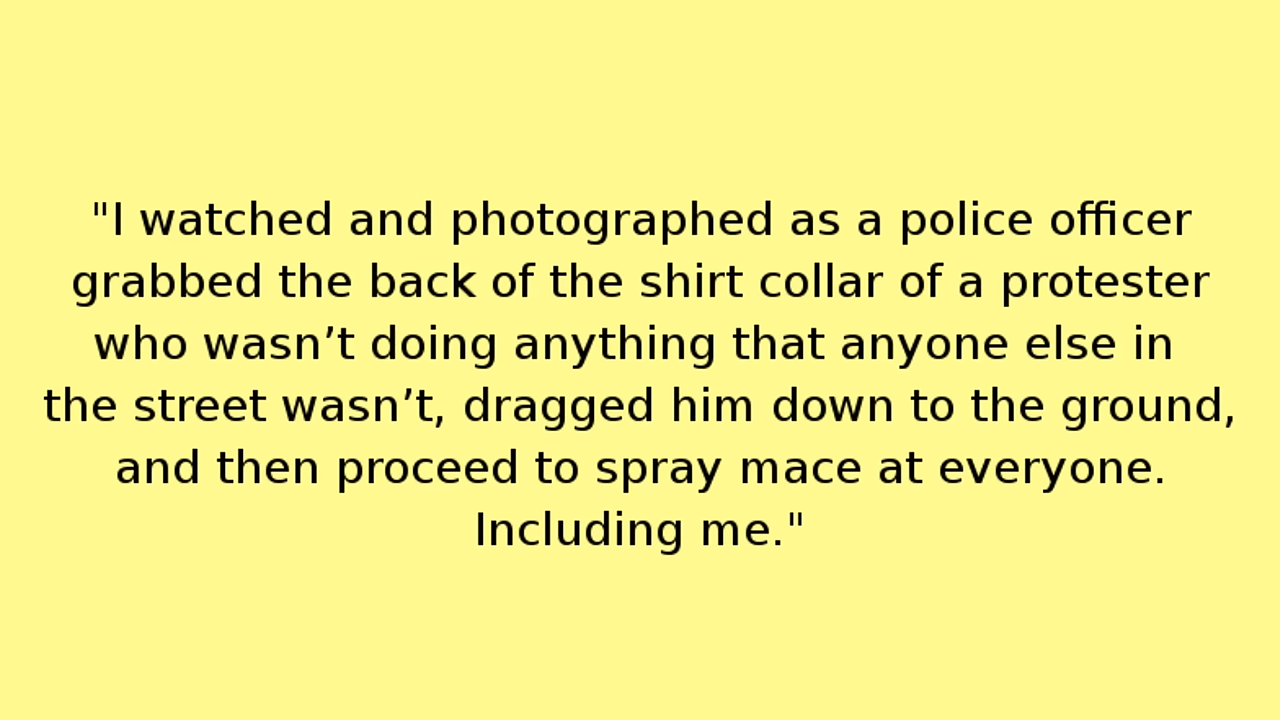 "I watched and photographed as a police officer
grabbed the back of the shirt collar of a protester
who wasn’t doing anything that anyone else in
the street wasn’t, dragged him down to the ground,
and then proceed to spray mace at everyone.
Including me."